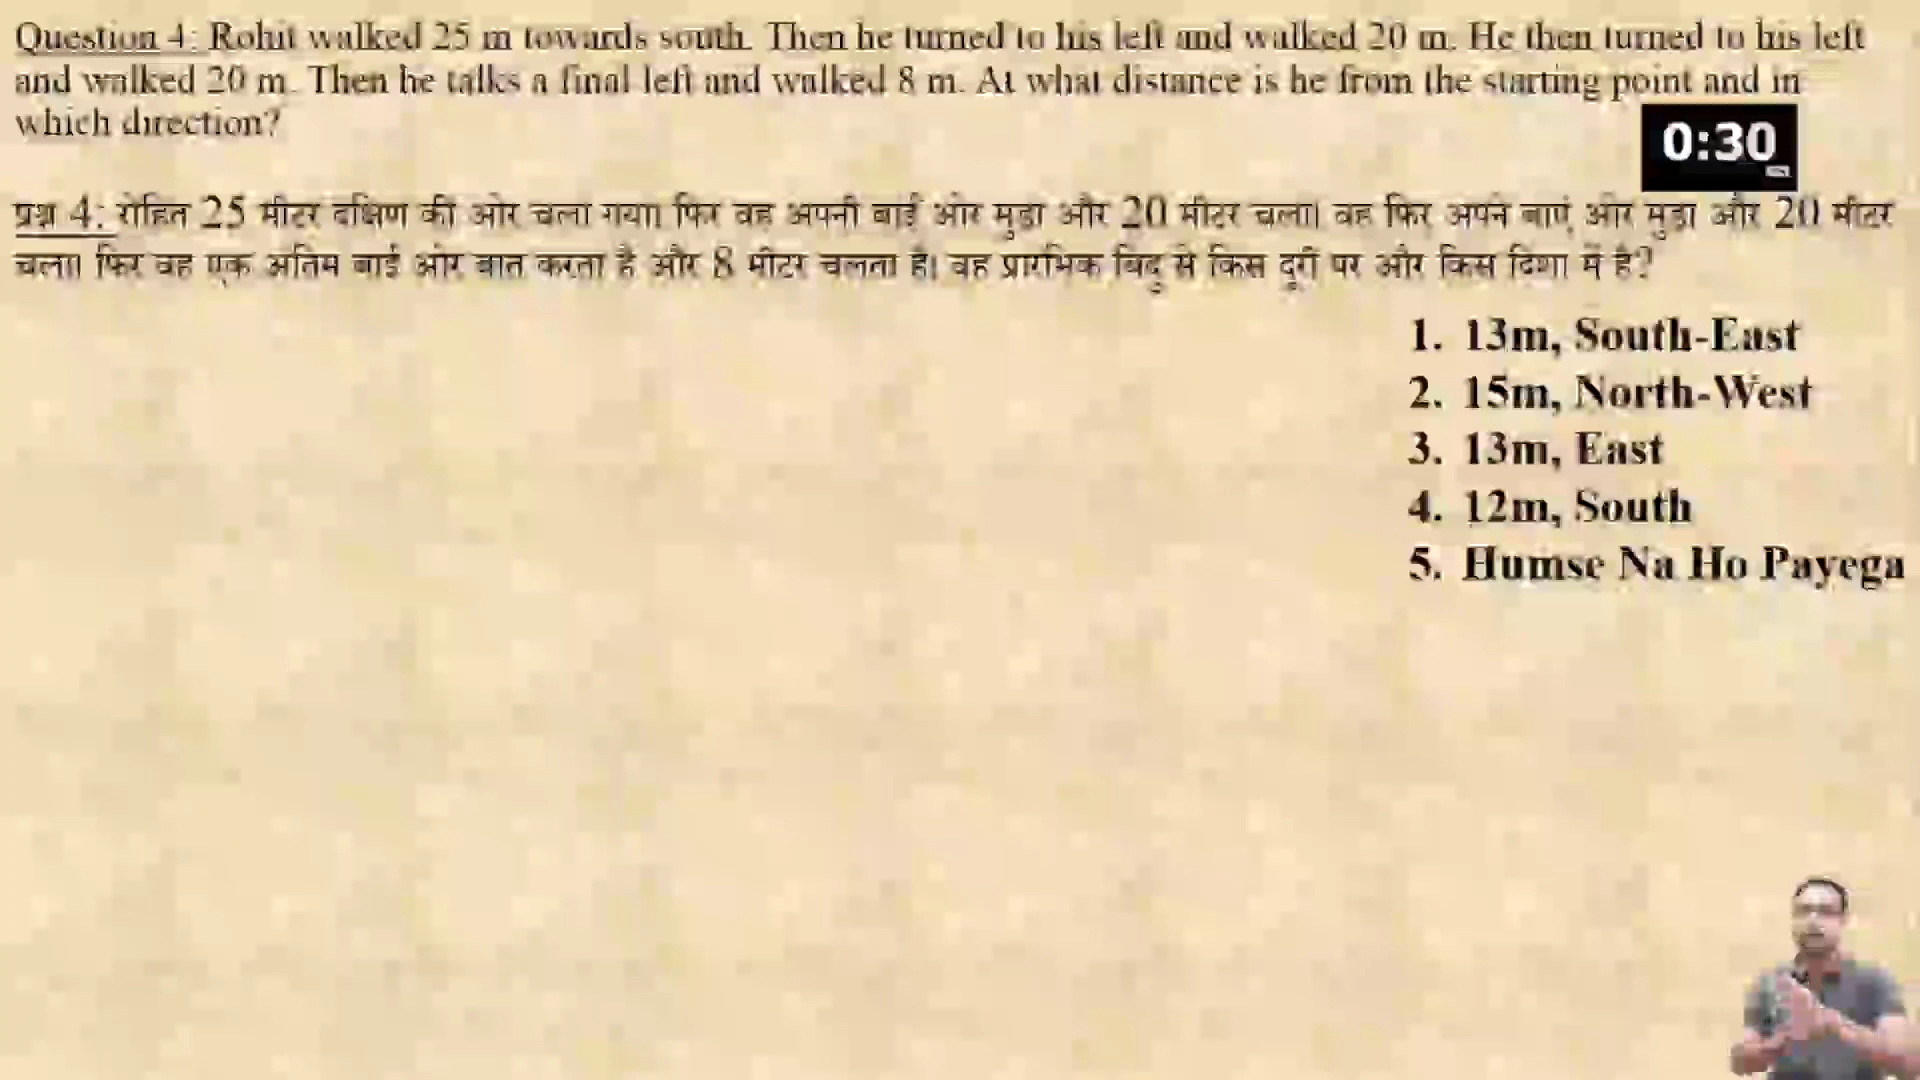 Question 4: Rohit walked 25 m towards south. Then he turned to his left and walked 20 m. He then turned to his left
and walked 20 m. Then he talks a final left and walked 8 m. At what distance is he from the starting point and in
which direction?
0:30
प्रश्न 4: रोहित 25 मीटर दक्षिण की ओर चला गया। फिर वह अपनी बाईं ओर मुड़ा और 20 मीटर चला। वह फिर अपने बाएं ओर मुड़ा और 20 मीटर
चला। फिर वह एक अंतिम बाईं ओर बात करता है और 8 मीटर चलता है। वह प्रारंभिक बिंदु से किस दूरी पर और किस दिशा में है?
1. 13m, South-East
2. 15m, North-West
3. 13m, East
4. 12m, South
5. Humse Na Ho Payega